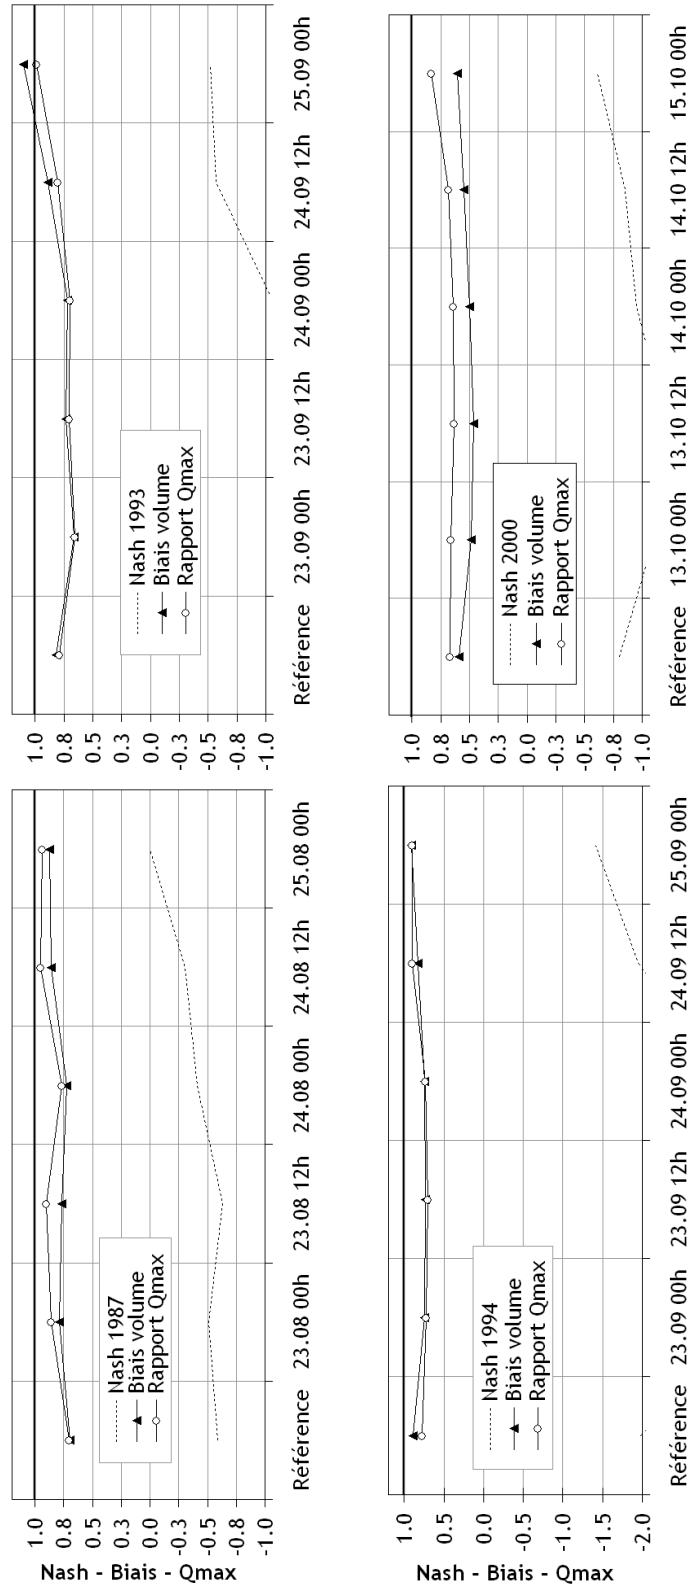 Nash - Biais - Qmax
1.0
0.8
0.5
0.3
0.0
-0.3
-0.5
-0.8
-1.0
Nash 1987
Biais volume
Rapport Qmax
Référence 23.08 00h 23.08 12h 24.08 00h 24.08 12h 25.08 00h
1.0
0.8
0.5
0.3
0.0
-0.3
-0.5
-0.8
-1.0
Nash 1993
Biais volume
Rapport Qmax
Référence 23.09 00h 23.09 12h 24.09 00h 24.09 12h 25.09 00h
Nash - Biais - Qmax
1.0
0.5
0.0
-0.5
-1.0
-1.5
-2.0
Nash 1994
Biais volume
Rapport Qmax
Référence 23.09 00h 23.09 12h 24.09 00h 24.09 12h 25.09 00h
1.0
0.8
0.5
0.3
0.0
-0.3
-0.5
-0.8
-1.0
Nash 2000
Biais volume
Rapport Qmax
Référence 13.10 00h 13.10 12h 14.10 00h 14.10 12h 15.10 00h